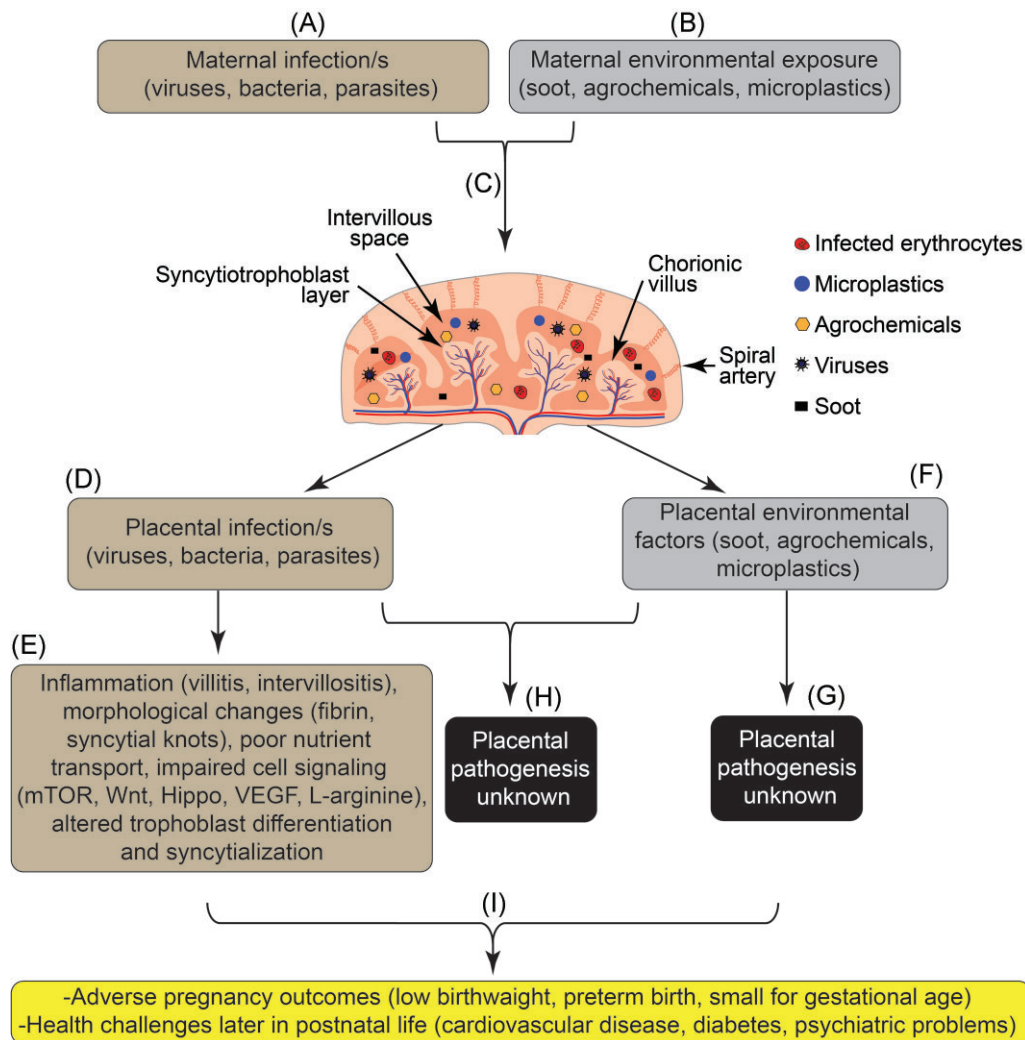 (A)
Maternal infection/s
(viruses, bacteria, parasites)
(B)
Maternal environmental exposure
(soot, agrochemicals, microplastics)
(C)
Intervillous
space
Syncytiotrophoblast
layer
Chorionic
villus
Spiral
artery
Infected erythrocytes
Microplastics
Agrochemicals
Viruses
Soot
(D)
Placental infection/s
(viruses, bacteria, parasites)
(F)
Placental environmental
factors (soot, agrochemicals,
microplastics)
(E)
Inflammation (villitis, intervillositis),
morphological changes (fibrin,
syncytial knots), poor nutrient
transport, impaired cell signaling
(mTOR, Wnt, Hippo, VEGF, L-arginine),
altered trophoblast differentiation
and syncytialization
(H)
Placental
pathogenesis
unknown
(G)
Placental
pathogenesis
unknown
(I)
-Adverse pregnancy outcomes (low birthwaight, preterm birth, small for gestational age)
-Health challenges later in postnatal life (cardiovascular disease, diabetes, psychiatric problems)